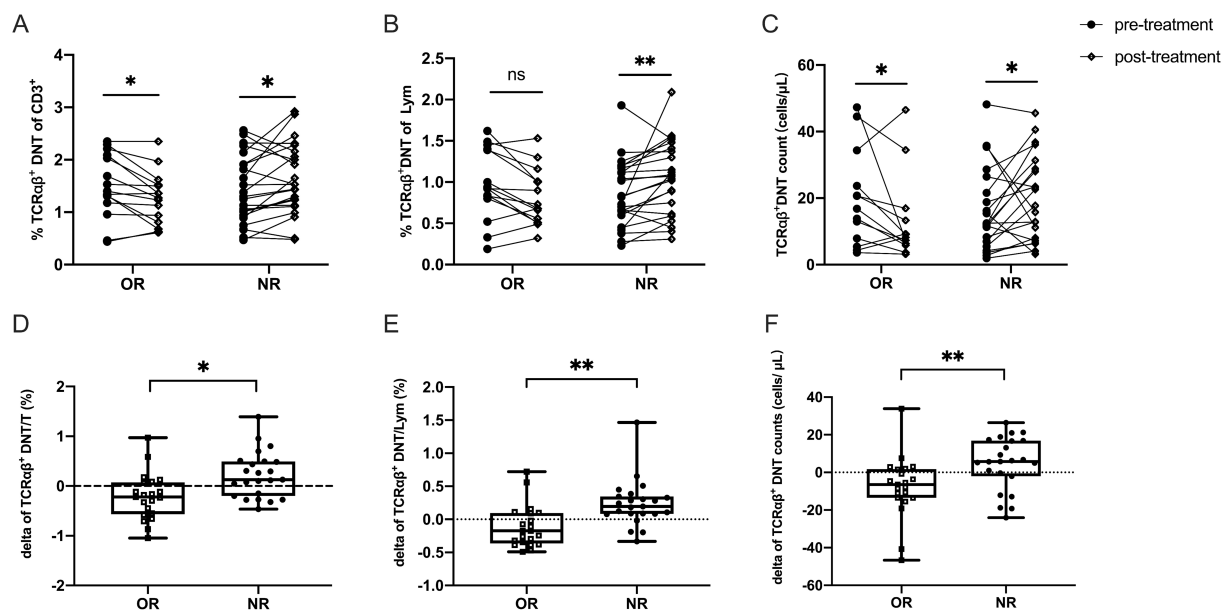 A
B
C
pre-treatment
post-treatment
% TCRαβ⁺ DNT of CD3⁺
4
3
2
1
0
*
*
OR
NR
% TCRαβ⁺ DNT of Lym
2.5
2.0
1.5
1.0
0.5
0.0
ns
**
OR
NR
TCRαβ⁺DNT count(cells/μL)
60
40
20
0
*
*
OR
NR
D
E
F
delta of TCRαβ⁺ DNT/T (%)
2
1
0
-1
-2
*
OR
NR
delta of TCRαβ⁺ DNT/Lym (%)
2.0
1.5
1.0
0.5
0.0
-0.5
-1.0
**
OR
NR
delta of TCRαβ⁺ DNT counts (cells/ μL)
40
20
0
-20
-40
-60
**
OR
NR